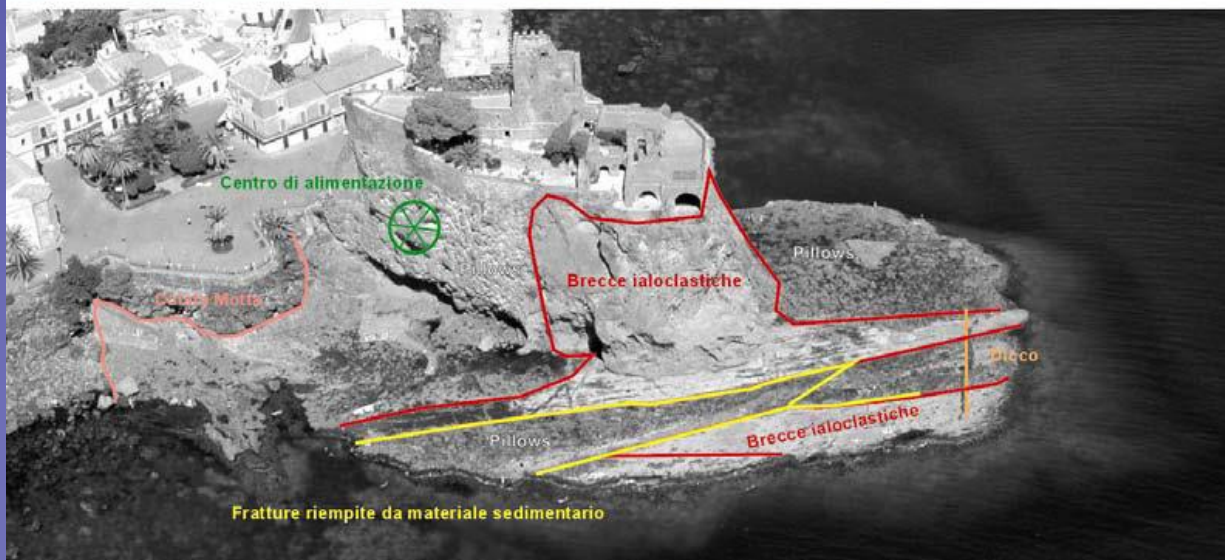 Centro di alimentazione
Pillows
Brecce ialoclastiche
Pillows
Colata Motta
Dicco
Pillows
Brecce ialoclastiche
Fratture riempite da materiale sedimentario